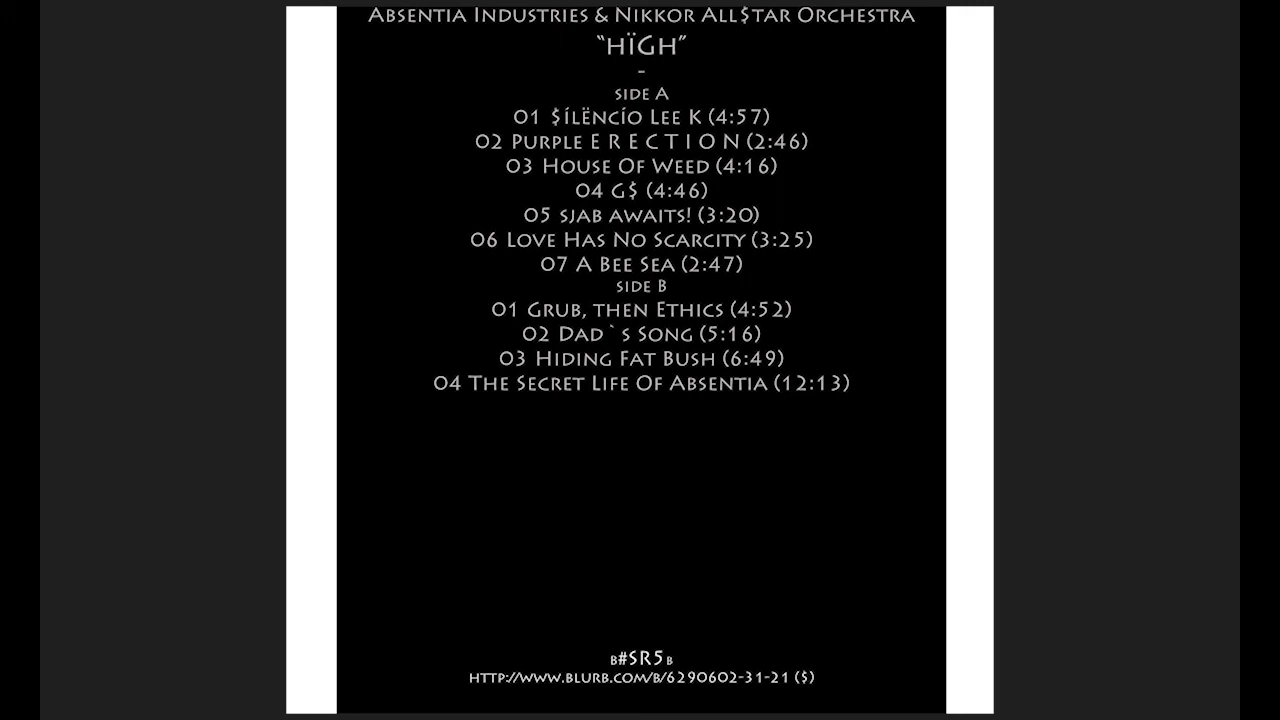 Absentia Industries & Nikkor All$tar Orchestra
“HÏGH”
-
side A
01 $ílëncío Lee K (4:57)
02 Purple E R E C T I O N (2:46)
03 House Of Weed (4:16)
04 G$ (4:46)
05 sjab awaits! (3:20)
06 Love Has No Scarcity (3:25)
07 A Bee Sea (2:47)
side B
01 Grub, then Ethics (4:52)
02 Dad`s Song (5:16)
03 Hiding Fat Bush (6:49)
04 The Secret Life Of Absentia (12:13)
B#SR5B
http://www.blurb.com/b/6290602-31-21 ($)